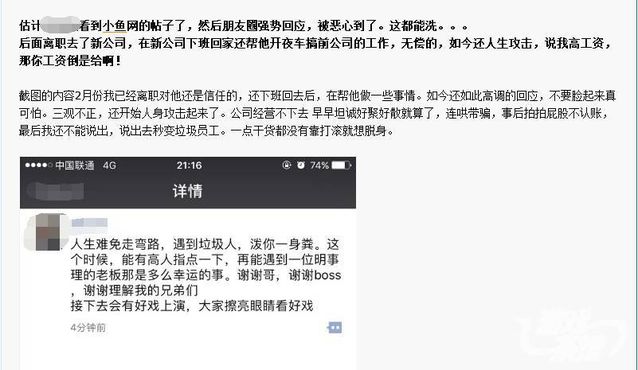 估计看到小鱼网的帖子了，然后朋友圈强势回应，被恶心到了。这都能洗。。。
后面离职去了新公司，在新公司下班回家还帮他开夜车搞前公司的工作，无偿的，如今还人生攻击，说我高工资，
那你工资倒是给啊！
截图的内容2月份我已经离职对他还是信任的，还下班回去后，在帮他做一些事情。如今还如此高调的回应，不要脸起来真
可怕。三观不正，还开始人身攻击起来了。公司经营不下去 早早坦诚好聚好散就算了，连哄带骗，事后拍拍屁股不认账，
最后我还不能说出，说出去秒变垃圾员工。一点干货都没有靠打滚就想脱身。
中国联通 4G 21:16 74%
详情
人生难免走弯路，遇到垃圾人，泼你一身粪。这
个时候，能有高人指点一下，再能遇到一位明事
理的老板那是多么幸运的事。谢谢哥，谢谢boss
，谢谢理解我的兄弟们
接下去会有好戏上演，大家擦亮眼睛看好戏
4分钟前